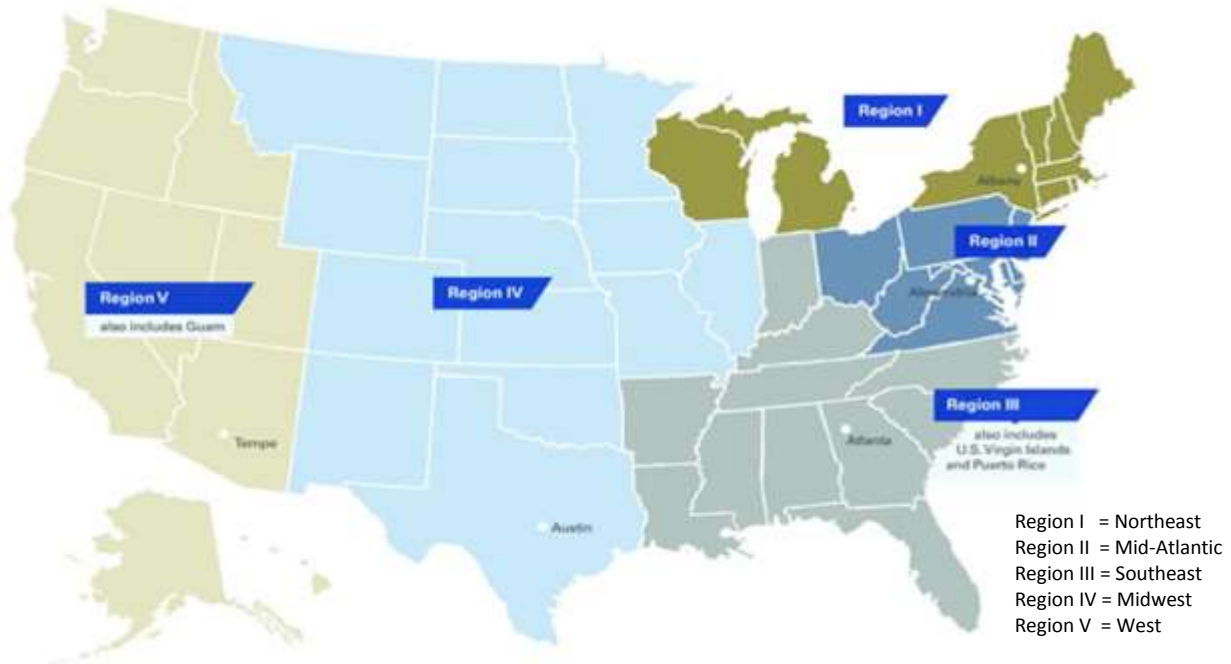 Region I
Albany
Region II
Alexandria
Region V
also includes Guam
Region IV
Region III
also includes
U.S. Virgin Islands
and Puerto Rico
Tempe
Atlanta
Austin
Region I = Northeast
Region II = Mid-Atlantic
Region III = Southeast
Region IV = Midwest
Region V = West